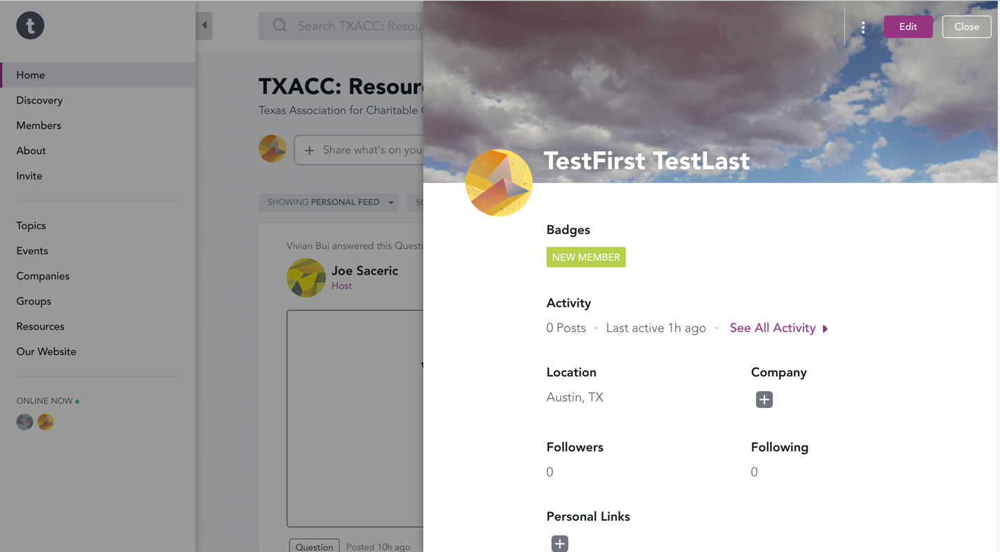 t
Home
Discovery
Members
About
Invite
Topics
Events
Companies
Groups
Resources
Our Website
ONLINE NOW
Search TXACC: Resou
TXACC: Resour
Texas Association for Charitable
Share what's on you
SHOWING PERSONAL FEED
SO
Vivian Bui answered this Questi
Joe Saceric
Host
Question
Posted 10h ago
Edit
Close
TestFirst TestLast
Badges
NEW MEMBER
Activity
0 Posts · Last active 1h ago · See All Activity
Location
Austin, TX
Company
Followers
0
Following
0
Personal Links